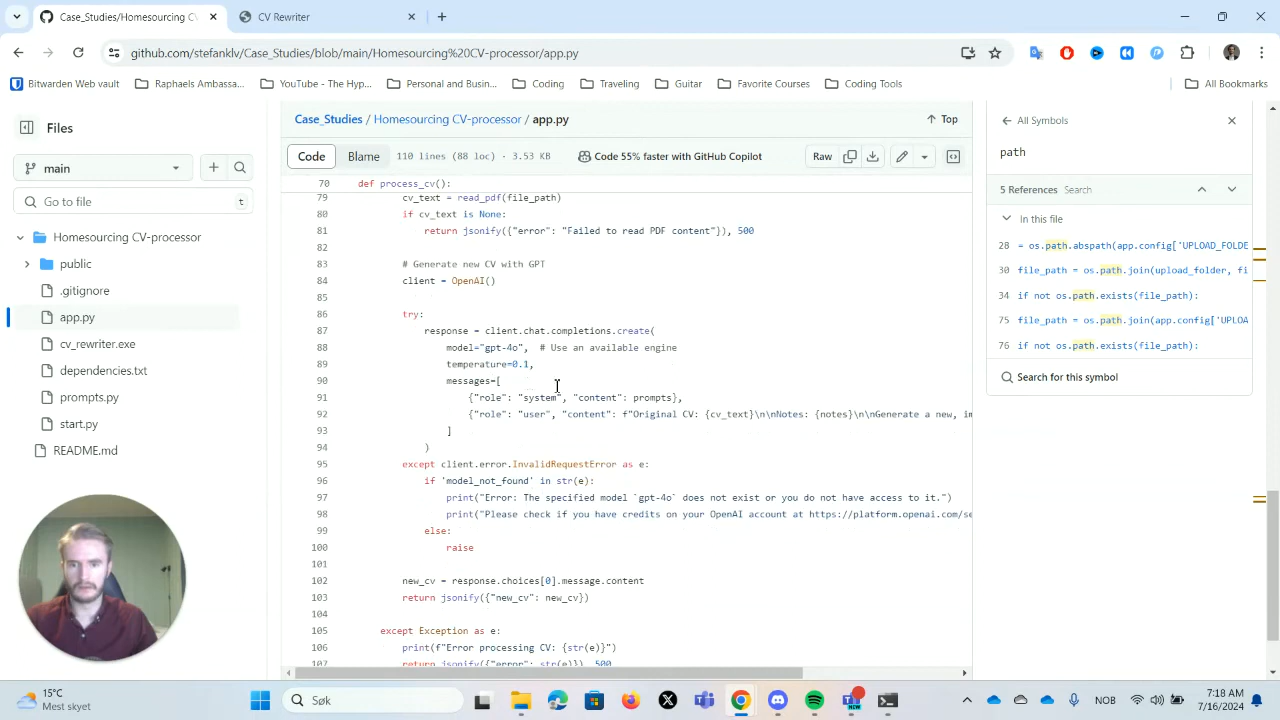 Case_Studies/Homesourcing C
CV Rewriter
github.com/stefanklv/Case_Studies/blob/main/Homesourcing%20CV-processor/app.py
Bitwarden Web vault
Raphaels Ambassa...
YouTube - The Hyp...
Personal and Busin...
Coding
Traveling
Guitar
Favorite Courses
Coding Tools
All Bookmarks
Files
main
Go to file
t
Homesourcing CV-processor
public
.gitignore
app.py
cv_rewriter.exe
dependencies.txt
prompts.py
start.py
README.md
Case_Studies / Homesourcing CV-processor / app.py
Top
Code
Blame
110 lines (88 loc) · 3.53 KB
Code 55% faster with GitHub Copilot
Raw
70 def process_cv():
79 cv_text = read_pdf(file_path)
80 if cv_text is None:
81 return jsonify({"error": "Failed to read PDF content"}), 500
82
83 # Generate new CV with GPT
84 client = OpenAI()
85
86 try:
87 response = client.chat.completions.create(
88 model="gpt-4o", # Use an available engine
89 temperature=0.1,
90 messages=[
91 {"role": "system", "content": prompts},
92 {"role": "user", "content": f"Original CV: {cv_text}\n\nNotes: {notes}\n\nGenerate a new, im
93 ]
94 )
95 except client.error.InvalidRequestError as e:
96 if 'model_not_found' in str(e):
97 print("Error: The specified model `gpt-4o` does not exist or you do not have access to it.")
98 print("Please check if you have credits on your OpenAI account at https://platform.openai.com/se
99 else:
100 raise
101
102 new_cv = response.choices[0].message.content
103 return jsonify({"new_cv": new_cv})
104
105 except Exception as e:
106 print(f"Error processing CV: {str(e)}")
107 return jsonify({"error": str(e)}), 500
All Symbols
path
5 References Search
In this file
28 = os.path.abspath(app.config['UPLOAD_FOLDE
30 file_path = os.path.join(upload_folder, fi
34 if not os.path.exists(file_path):
75 file_path = os.path.join(app.config['UPLOA
76 if not os.path.exists(file_path):
Search for this symbol
15°C
Mest skyet
Søk
NEW
NOB
7:18 AM
7/16/2024